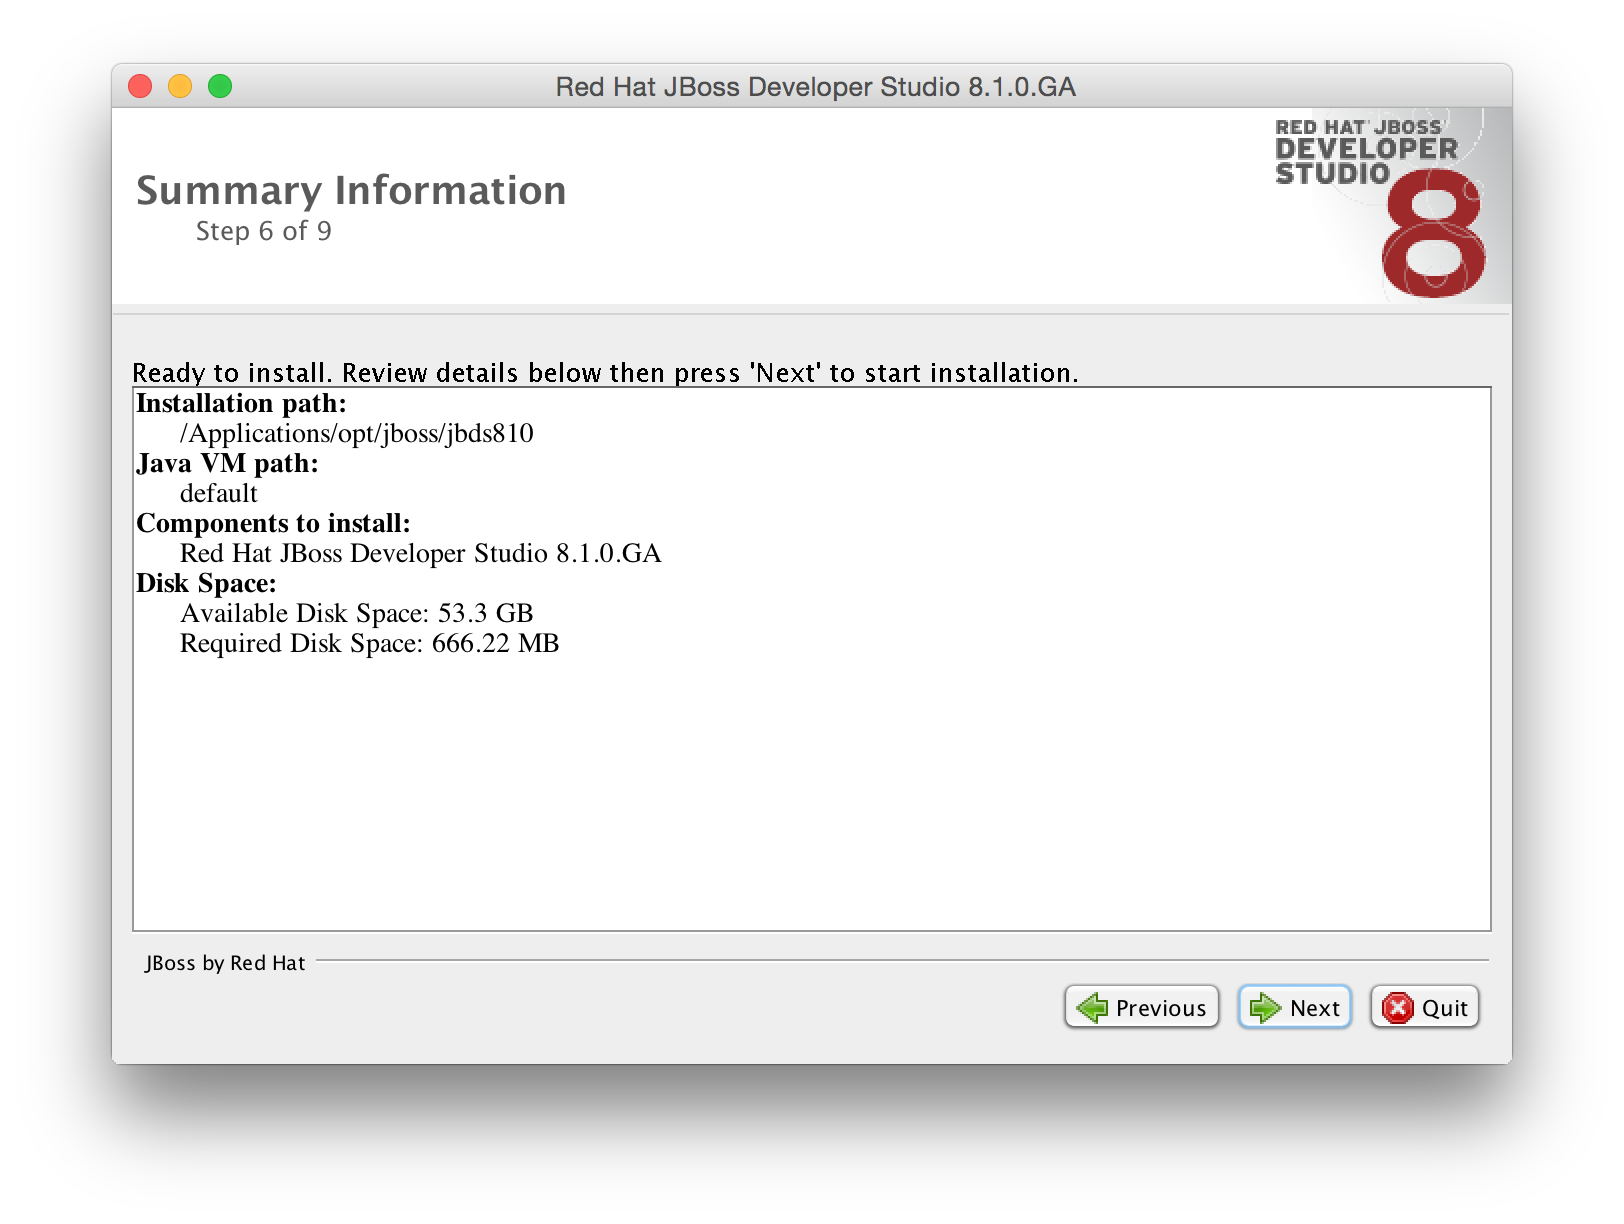 Red Hat JBoss Developer Studio 8.1.0.GA
RED HAT JBOSS
DEVELOPER
STUDIO
8
Summary Information
Step 6 of 9
Ready to install. Review details below then press 'Next' to start installation.
Installation path:
/Applications/opt/jboss/jbds810
Java VM path:
default
Components to install:
Red Hat JBoss Developer Studio 8.1.0.GA
Disk Space:
Available Disk Space: 53.3 GB
Required Disk Space: 666.22 MB
JBoss by Red Hat
Previous Next Quit